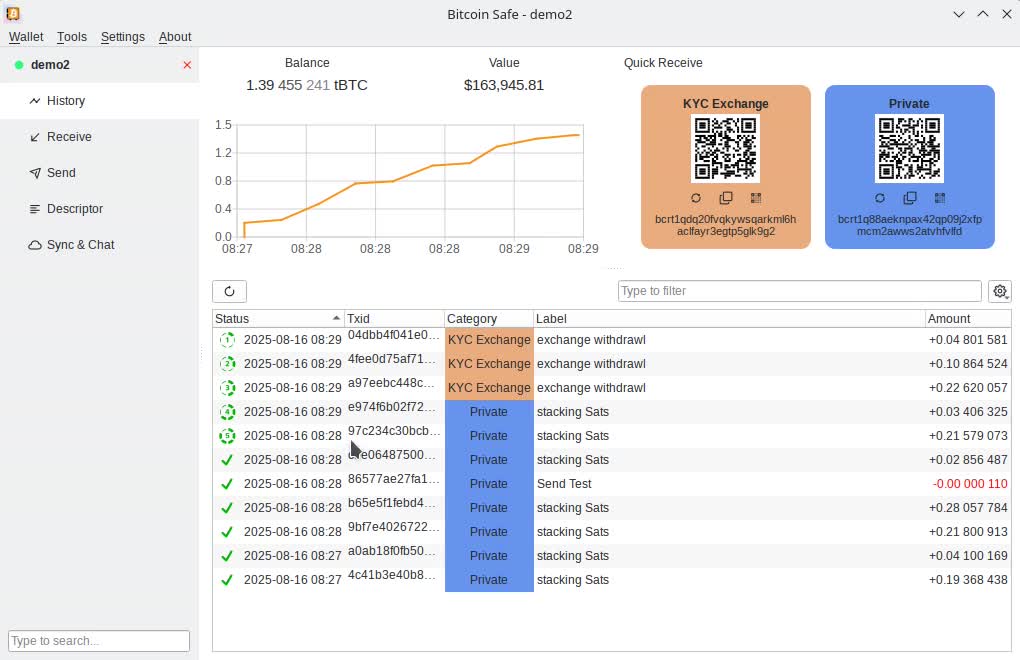 Bitcoin Safe - demo2
Wallet Tools Settings About
demo2
History
Receive
Send
Descriptor
Sync & Chat
Type to search...
Balance
1.39 455 241 tBTC
Value
$163,945.81
1.5
1.2
0.8
0.4
0.0
08:27 08:28 08:28 08:28 08:29 08:29
Quick Receive
KYC Exchange
bcrt1qdq20fvqkywsqarkml6h
aclfayr3egtp5glk9g2
Private
bcrt1q88aeknpax42qp09j2xfp
mcm2awws2atvhfvlfd
Type to filter
Status Txid Category Label Amount
1 2025-08-16 08:29 04dbb4f041e0... KYC Exchange exchange withdrawl +0.04 801 581
2 2025-08-16 08:29 4fee0d75af71... KYC Exchange exchange withdrawl +0.10 864 524
3 2025-08-16 08:29 a97eebc448c... KYC Exchange exchange withdrawl +0.22 620 057
4 2025-08-16 08:29 e974f6b02f72... Private stacking Sats +0.03 406 325
5 2025-08-16 08:28 97c234c30bcb... Private stacking Sats +0.21 579 073
2025-08-16 08:28 Private stacking Sats +0.02 856 487
2025-08-16 08:28 86577ae27fa1... Private Send Test -0.00 000 110
2025-08-16 08:28 b65e5f1febd4... Private stacking Sats +0.28 057 784
2025-08-16 08:28 9bf7e4026722... Private stacking Sats +0.21 800 913
2025-08-16 08:27 a0ab18f0fb50... Private stacking Sats +0.04 100 169
2025-08-16 08:27 4c41b3e40b8... Private stacking Sats +0.19 368 438